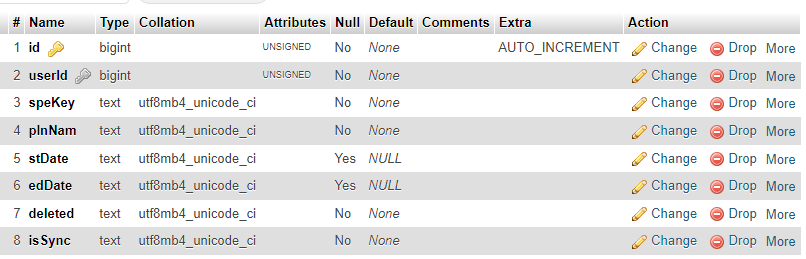 # Name Type Collation Attributes Null Default Comments Extra Action
1 id bigint UNSIGNED No None AUTO_INCREMENT Change Drop More
2 userId bigint UNSIGNED No None Change Drop More
3 speKey text utf8mb4_unicode_ci No None Change Drop More
4 plnNam text utf8mb4_unicode_ci No None Change Drop More
5 stDate text utf8mb4_unicode_ci Yes NULL Change Drop More
6 edDate text utf8mb4_unicode_ci Yes NULL Change Drop More
7 deleted text utf8mb4_unicode_ci No None Change Drop More
8 isSync text utf8mb4_unicode_ci No None Change Drop More